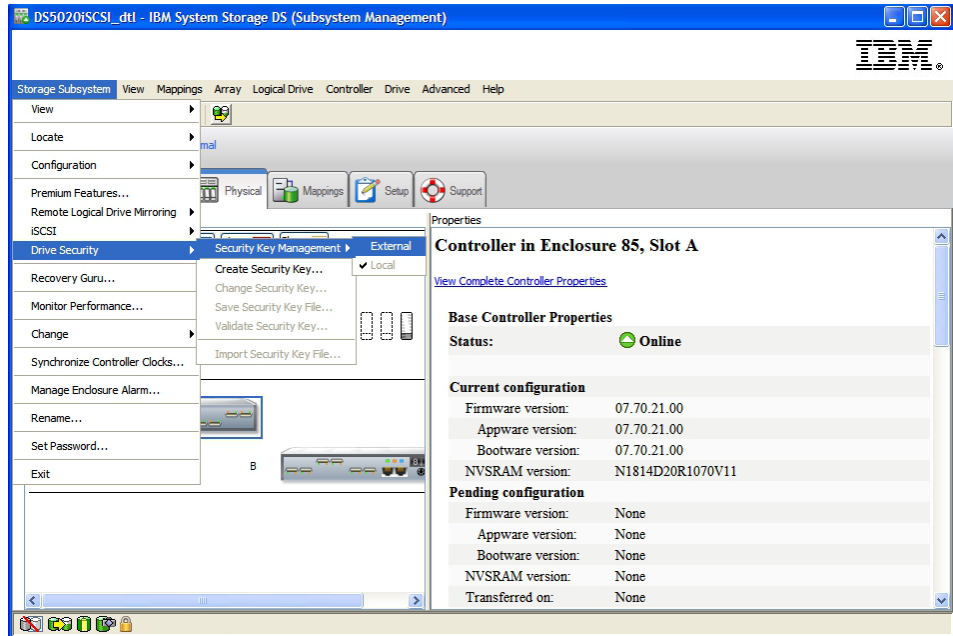 DS5020iSCSI_dtl - IBM System Storage DS (Subsystem Management)
IBM®
Storage Subsystem View Mappings Array Logical Drive Controller Drive Advanced Help
View
Locate
Configuration
Premium Features...
Remote Logical Drive Mirroring
iSCSI
Drive Security
Recovery Guru...
Monitor Performance...
Change
Synchronize Controller Clocks...
Manage Enclosure Alarm...
Rename...
Set Password...
Exit
Security Key Management
Create Security Key...
Change Security Key...
Save Security Key File...
Validate Security Key...
Import Security Key File...
External
Local
mal
Physical Mappings Setup Support
B
Properties
Controller in Enclosure 85, Slot A
View Complete Controller Properties
Base Controller Properties
Status: Online
Current configuration
Firmware version: 07.70.21.00
Appware version: 07.70.21.00
Bootware version: 07.70.21.00
NVSRAM version: N1814D20R1070V11
Pending configuration
Firmware version: None
Appware version: None
Bootware version: None
NVSRAM version: None
Transferred on: None